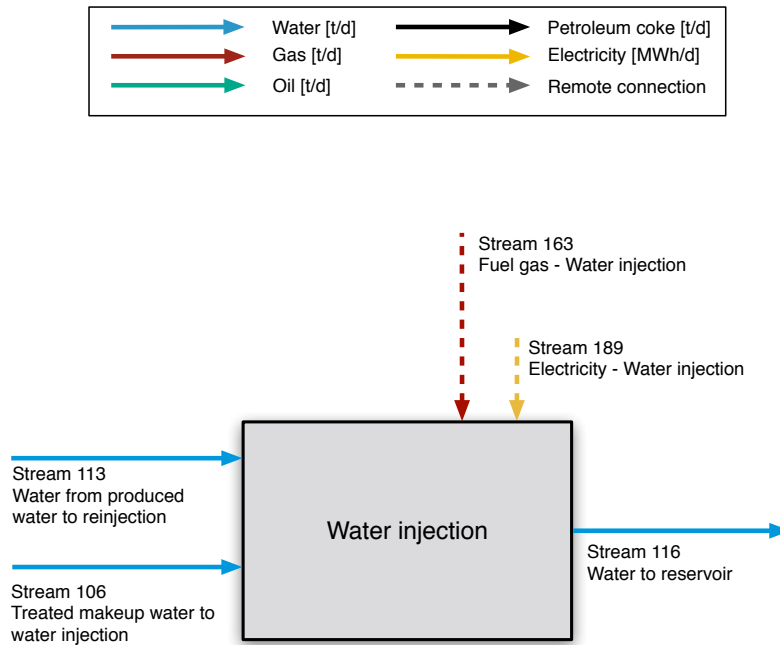 Water [t/d]
Petroleum coke [t/d]
Gas [t/d]
Electricity [MWh/d]
Oil [t/d]
Remote connection
Stream 163
Fuel gas - Water injection
Stream 189
Electricity - Water injection
Stream 113
Water from produced
water to reinjection
Water injection
Stream 116
Water to reservoir
Stream 106
Treated makeup water to
water injection